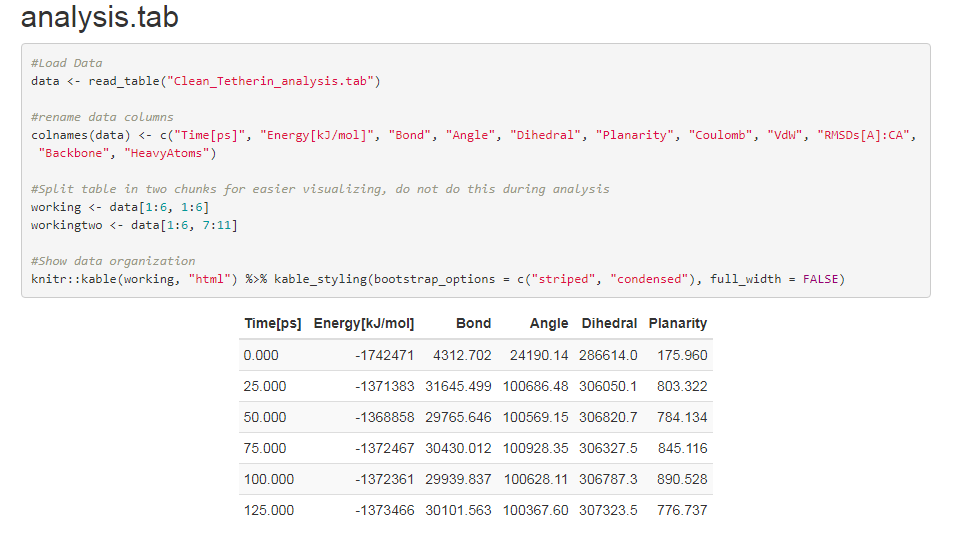 analysis.tab
#Load Data
data <- read_table("Clean_Tetherin_analysis.tab")
#rename data columns
colnames(data) <- c("Time[ps]", "Energy[kJ/mol]", "Bond", "Angle", "Dihedral", "Planarity", "Coulomb", "VdW", "RMSDs[A]:CA",
"Backbone", "HeavyAtoms")
#Split table in two chunks for easier visualizing, do not do this during analysis
working <- data[1:6, 1:6]
workingtwo <- data[1:6, 7:11]
#Show data organization
knitr::kable(working, "html") %>% kable_styling(bootstrap_options = c("striped", "condensed"), full_width = FALSE)
Time[ps] Energy[kJ/mol] Bond Angle Dihedral Planarity
0.000 -1742471 4312.702 24190.14 286614.0 175.960
25.000 -1371383 31645.499 100686.48 306050.1 803.322
50.000 -1368858 29765.646 100569.15 306820.7 784.134
75.000 -1372467 30430.012 100928.35 306327.5 845.116
100.000 -1372361 29939.837 100628.11 306787.3 890.528
125.000 -1373466 30101.563 100367.60 307323.5 776.737